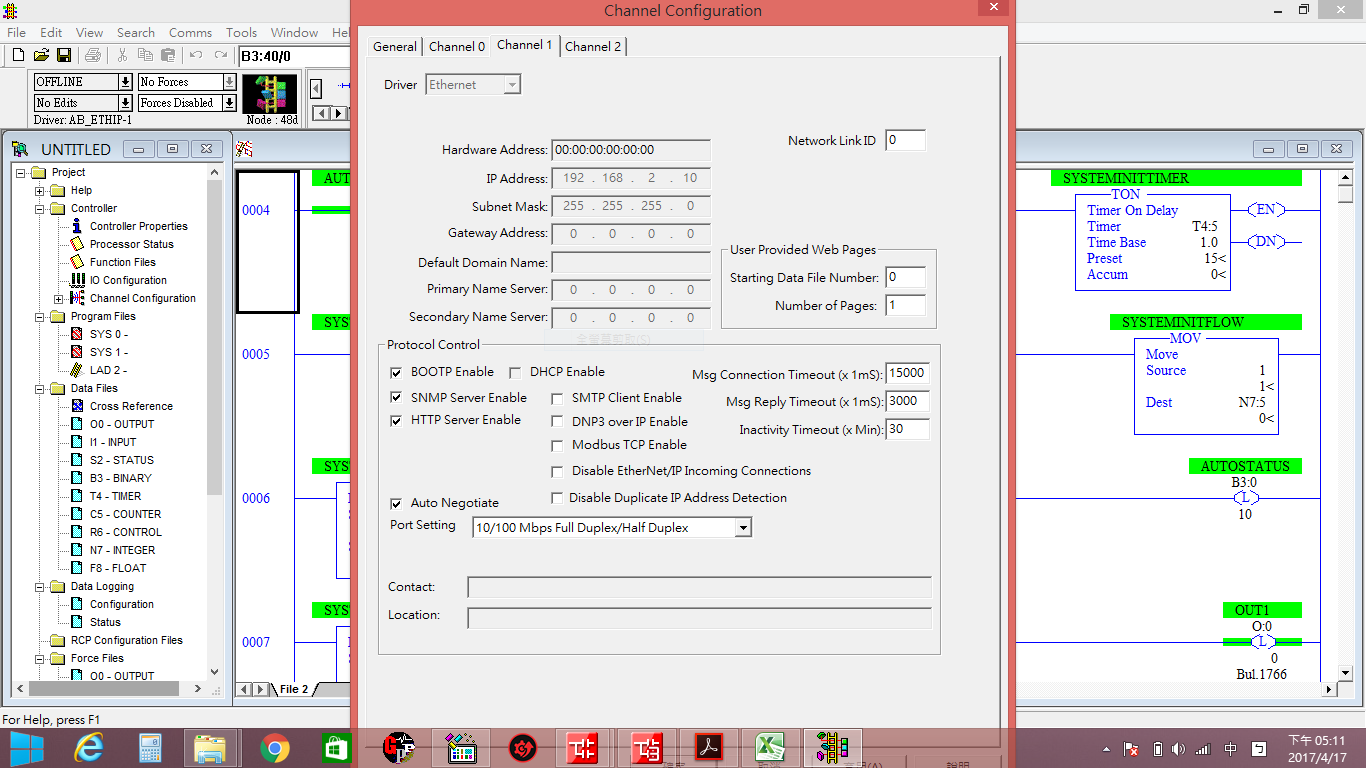 Channel Configuration
File Edit View Search Comms Tools Window
B3:40/0
OFFLINE
No Forces
No Edits
Forces Disabled
Driver: AB_ETHIP-1
Node : 48d
UNTITLED
Project
Help
Controller
Controller Properties
Processor Status
Function Files
IO Configuration
Channel Configuration
Program Files
SYS 0 -
SYS 1 -
LAD 2 -
Data Files
Cross Reference
O0 - OUTPUT
I1 - INPUT
S2 - STATUS
B3 - BINARY
T4 - TIMER
C5 - COUNTER
R6 - CONTROL
N7 - INTEGER
F8 - FLOAT
Data Logging
Configuration
Status
RCP Configuration Files
Force Files
O0 - OUTPUT
For Help, press F1
0004
0005
0006
0007
File 2
General
Channel 0
Channel 1
Channel 2
Driver
Ethernet
Hardware Address:
00:00:00:00:00:00
Network Link ID
0
IP Address:
192 . 168 . 2 . 10
Subnet Mask:
255 . 255 . 255 . 0
Gateway Address:
0 . 0 . 0 . 0
Default Domain Name:
Primary Name Server:
0 . 0 . 0 . 0
Secondary Name Server:
0 . 0 . 0 . 0
User Provided Web Pages
Starting Data File Number:
0
Number of Pages:
1
Protocol Control
BOOTP Enable
DHCP Enable
Msg Connection Timeout (x 1mS):
15000
SNMP Server Enable
SMTP Client Enable
Msg Reply Timeout (x 1mS):
3000
HTTP Server Enable
DNP3 over IP Enable
Inactivity Timeout (x Min):
30
Modbus TCP Enable
Disable EtherNet/IP Incoming Connections
Auto Negotiate
Disable Duplicate IP Address Detection
Port Setting
10/100 Mbps Full Duplex/Half Duplex
Contact:
Location:
SYSTEMINITTIMER
TON
Timer On Delay
Timer T4:5
Time Base 1.0
Preset 15<
Accum 0<
EN
DN
SYSTEMINITFLOW
MOV
Move
Source 1
1<
Dest N7:5
0<
AUTOSTATUS
B3:0
L
10
OUT1
O:0
L
0
Bul.1766
中
下午 05:11
2017/4/17